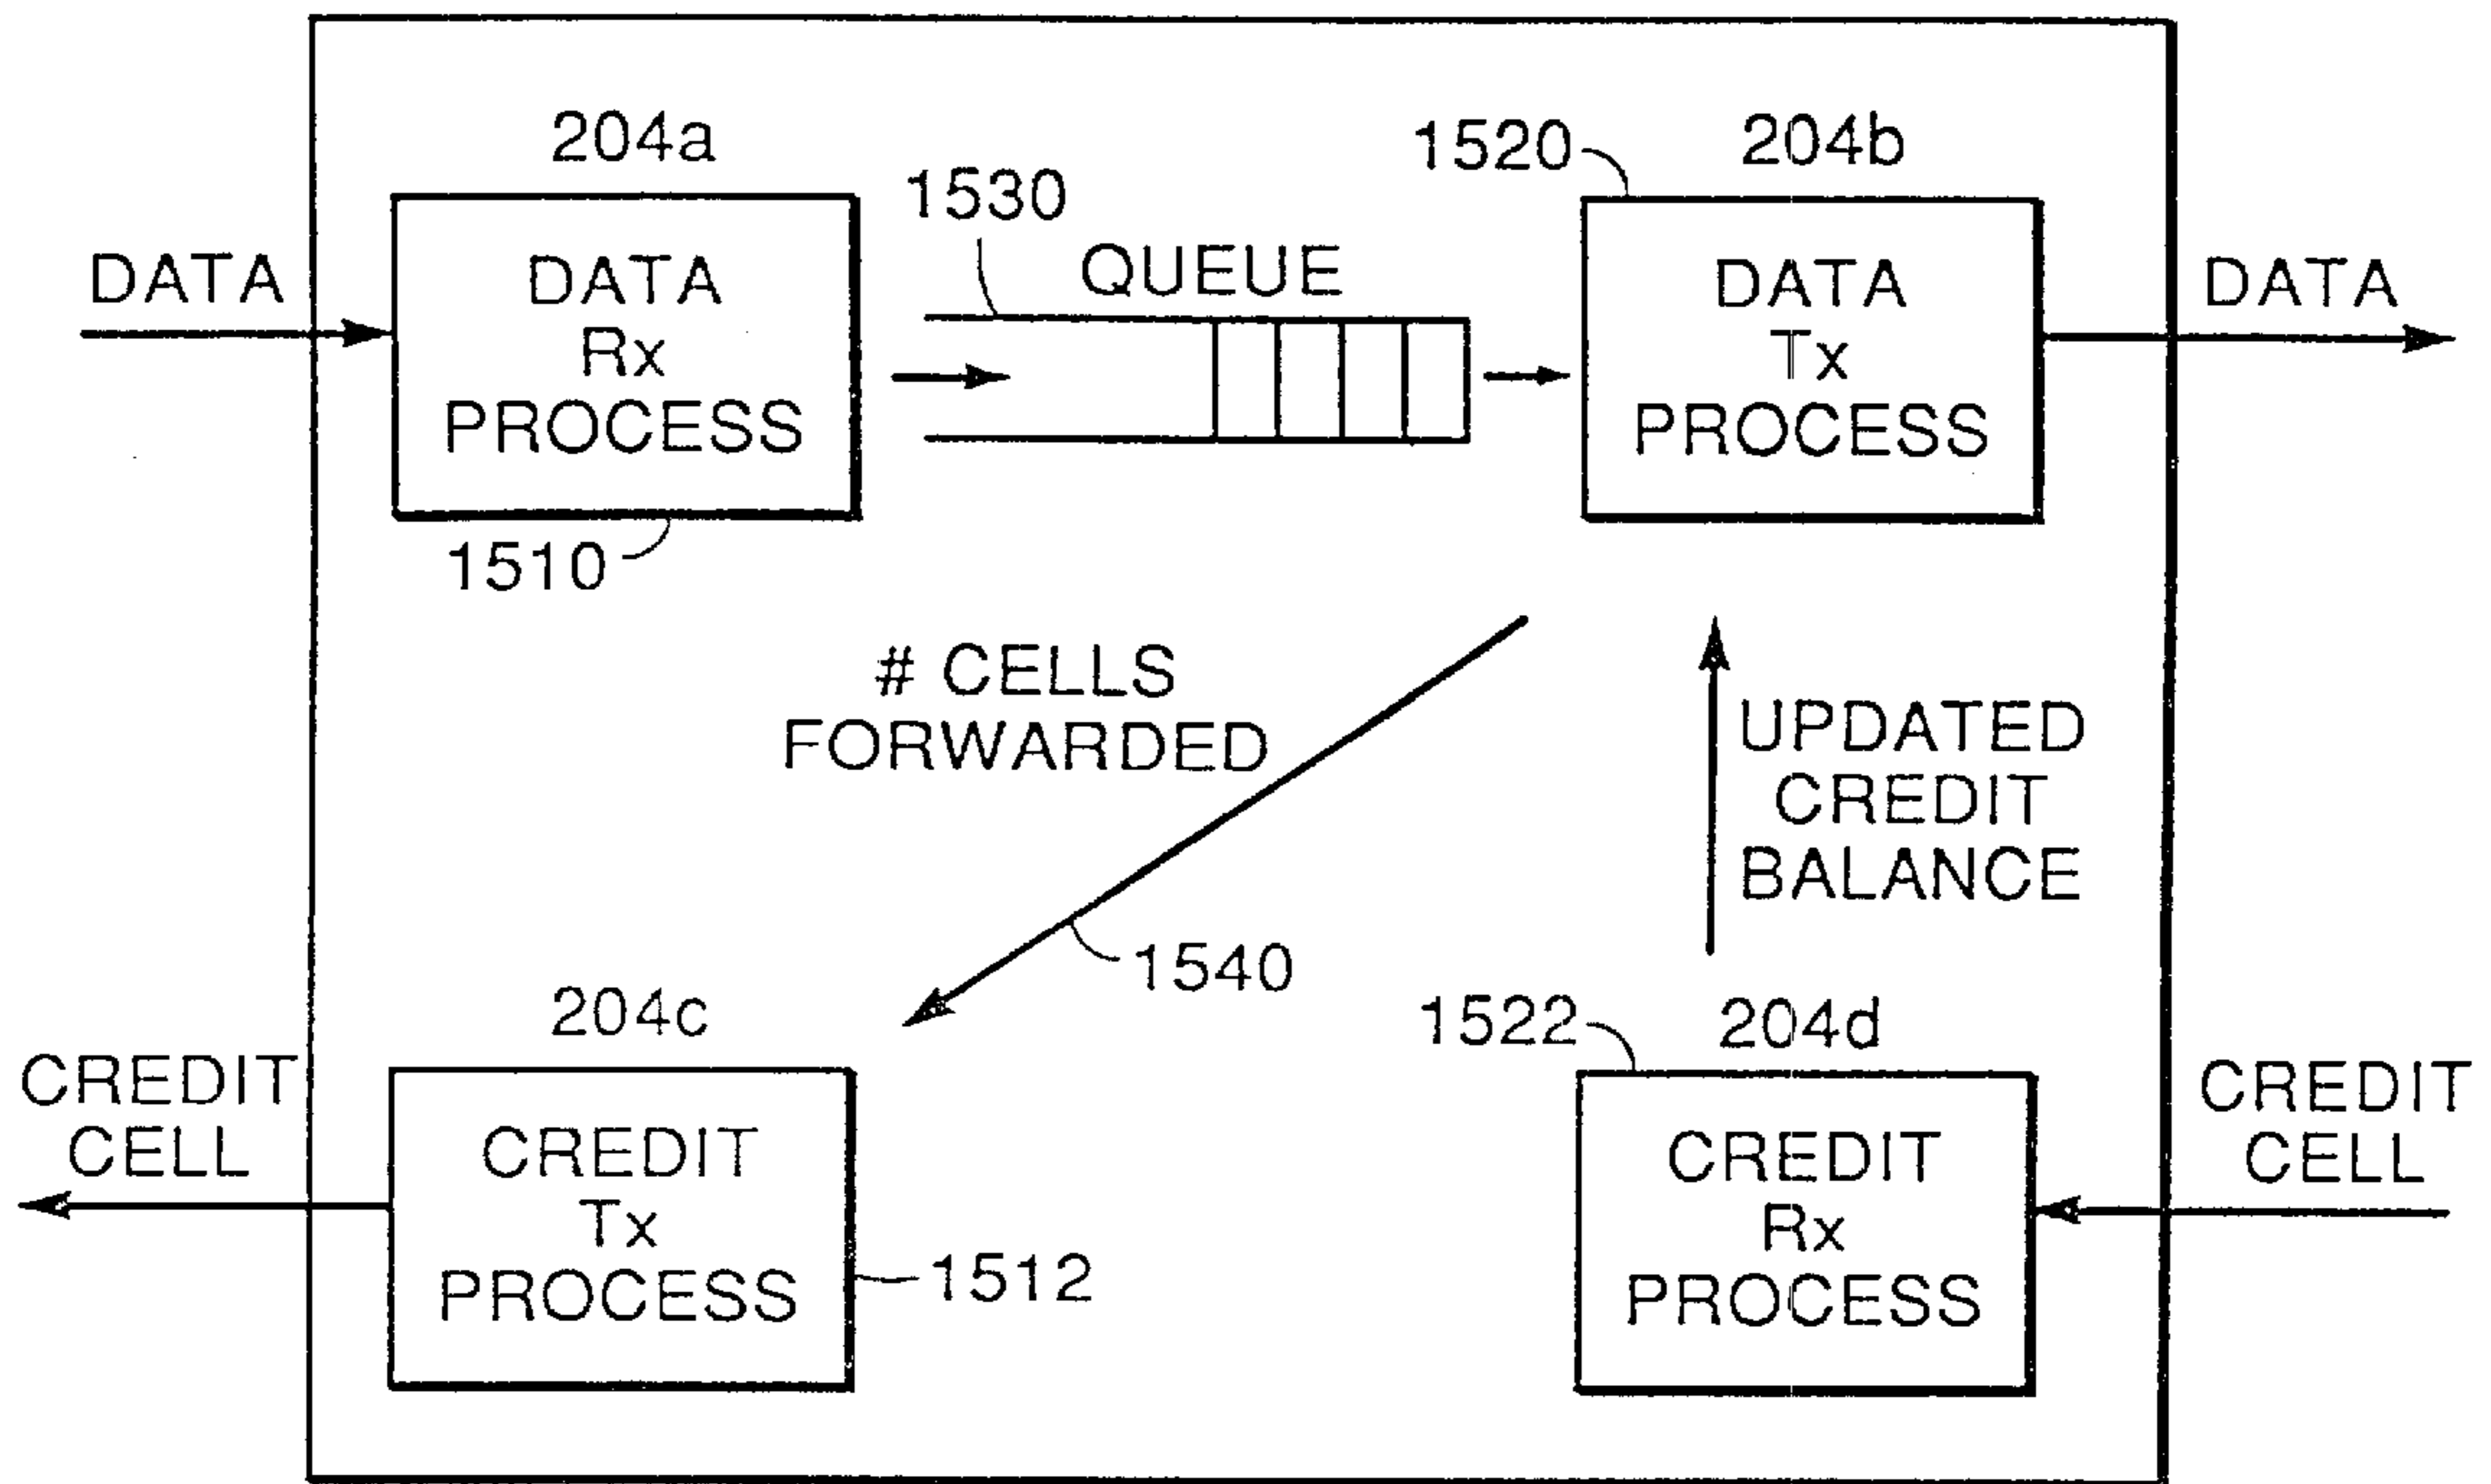 204a
1520
204b
1530
DATA
DATA
Rx
PROCESS
QUEUE
DATA
Tx
PROCESS
DATA
1510
# CELLS
FORWARDED
UPDATED
CREDIT
BALANCE
1540
204c
1522
204d
CREDIT
CELL
CREDIT
Tx
PROCESS
1512
CREDIT
Rx
PROCESS
CREDIT
CELL